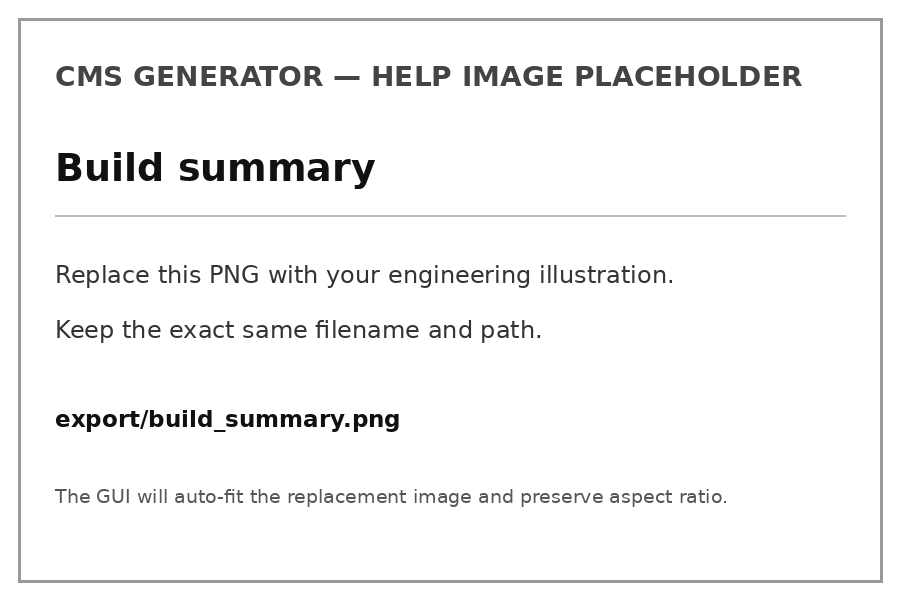 CMS GENERATOR — HELP IMAGE PLACEHOLDER
Build summary
Replace this PNG with your engineering illustration.
Keep the exact same filename and path.
export/build_summary.png
The GUI will auto-fit the replacement image and preserve aspect ratio.